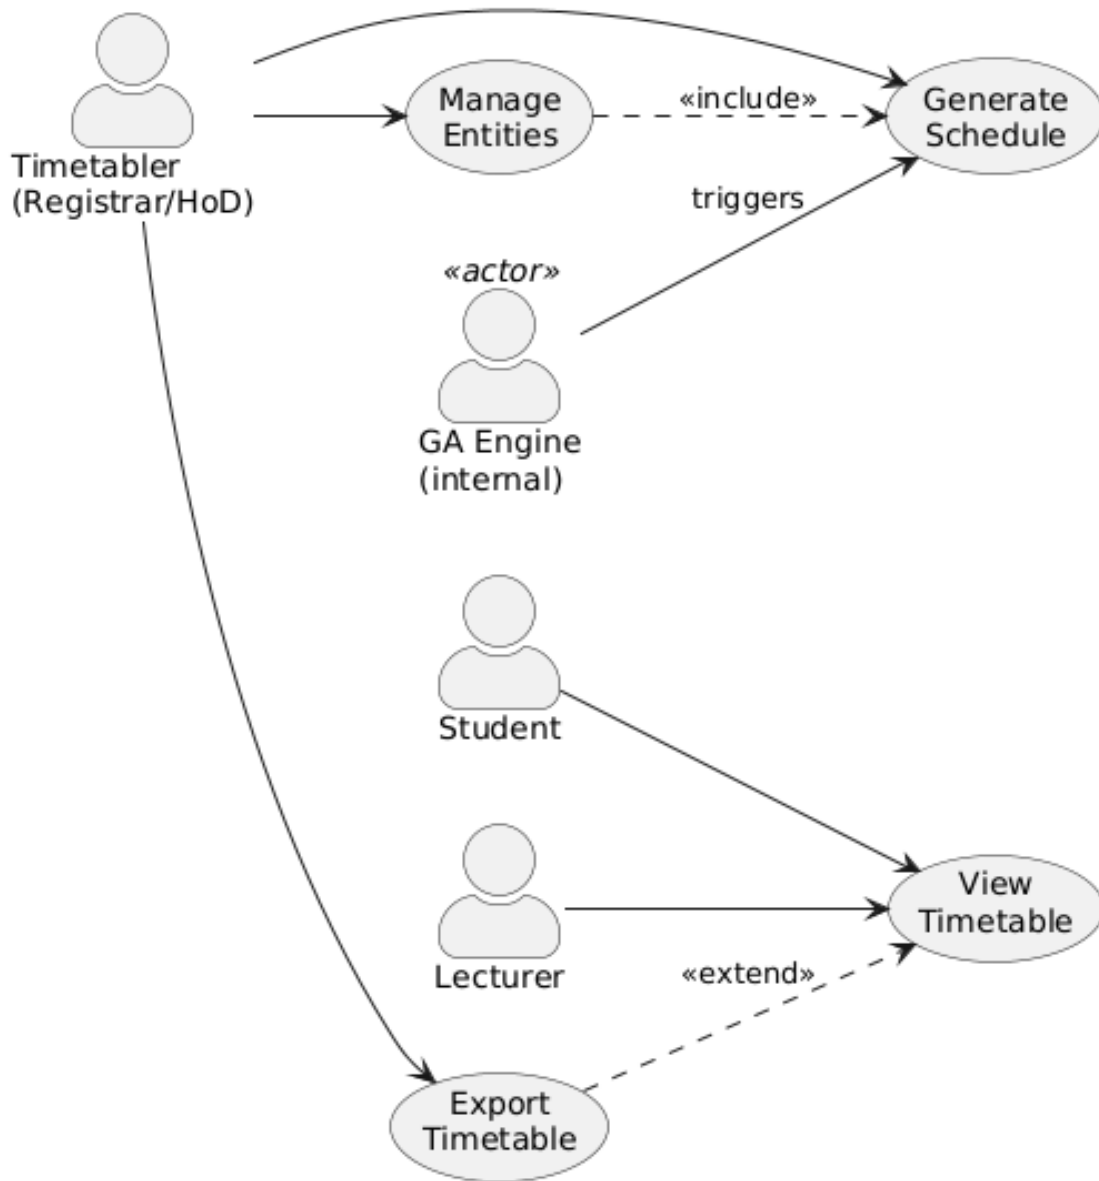 Manage
Entities
«include»
Generate
Schedule
Timetabler
(Registrar/HoD)
triggers
«actor»
GA Engine
(internal)
Student
View
Timetable
Lecturer
«extend»
Export
Timetable